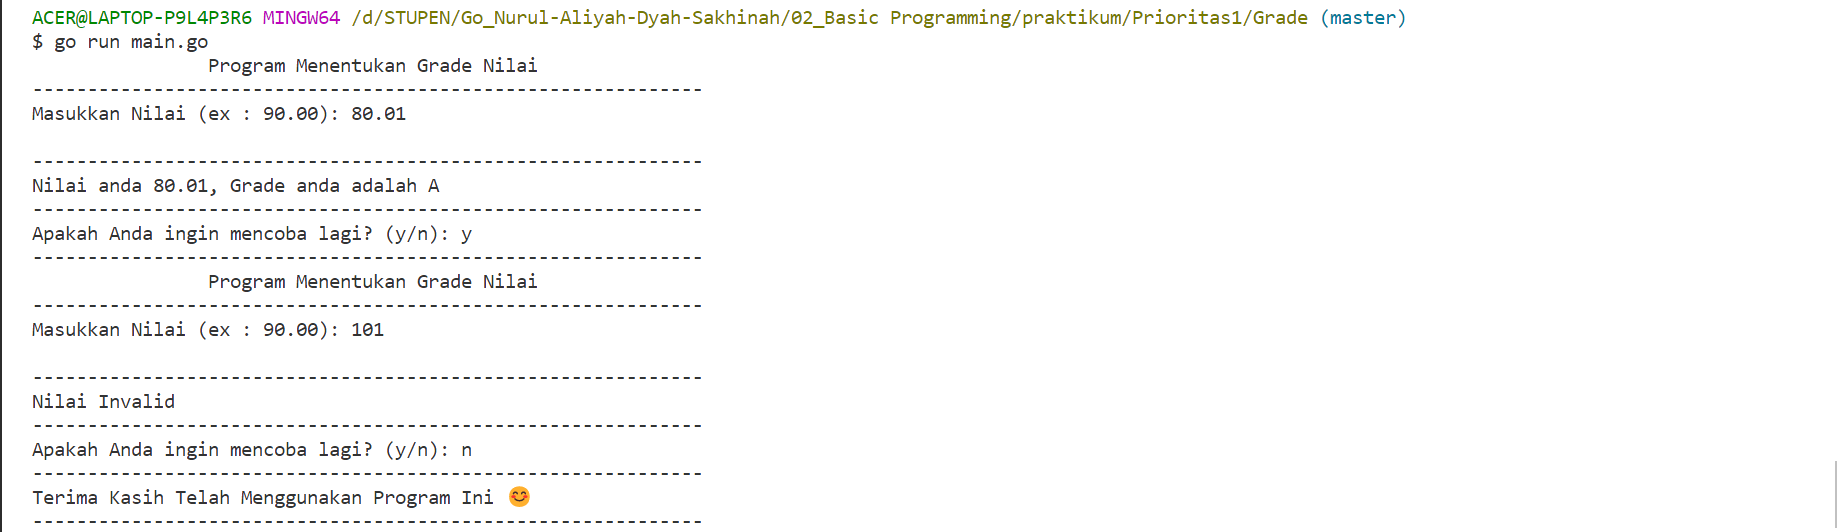 ACER@LAPTOP-P9L4P3R6 MINGW64 /d/STUPEN/Go_Nurul-Aliyah-Dyah-Sakhinah/02_Basic Programming/praktikum/Prioritas1/Grade (master)
$ go run main.go
Program Menentukan Grade Nilai
-------------------------------------------------------------
Masukkan Nilai (ex : 90.00): 80.01
-------------------------------------------------------------
Nilai anda 80.01, Grade anda adalah A
-------------------------------------------------------------
Apakah Anda ingin mencoba lagi? (y/n): y
-------------------------------------------------------------
Program Menentukan Grade Nilai
-------------------------------------------------------------
Masukkan Nilai (ex : 90.00): 101
-------------------------------------------------------------
Nilai Invalid
-------------------------------------------------------------
Apakah Anda ingin mencoba lagi? (y/n): n
-------------------------------------------------------------
Terima Kasih Telah Menggunakan Program Ini 😊
-------------------------------------------------------------